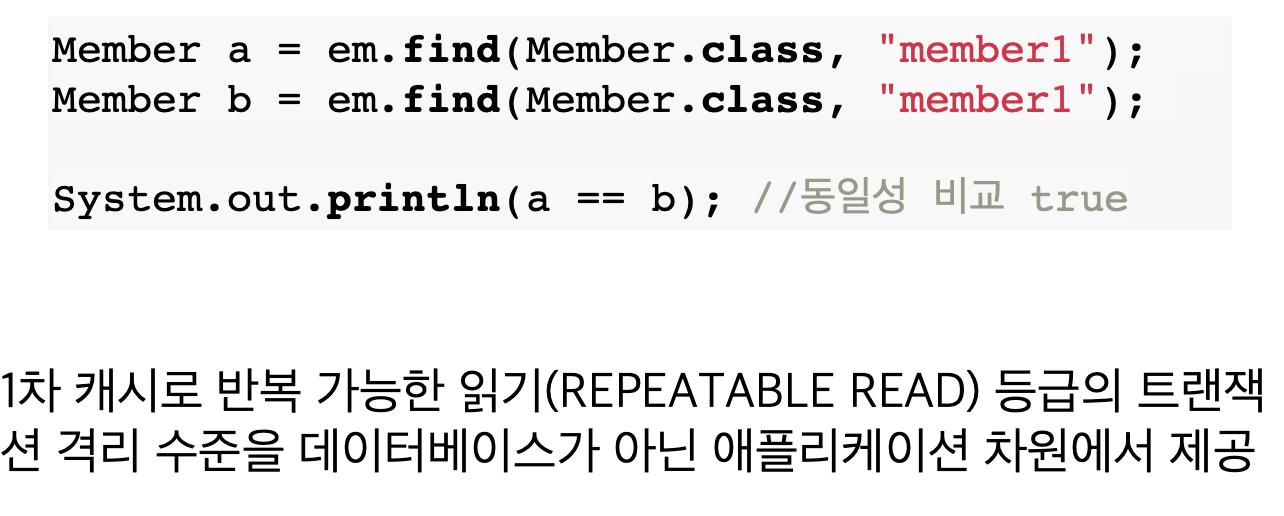 Member a = em.find(Member.class, "member1");
Member b = em.find(Member.class, "member1");
System.out.println(a == b); //동일성 비교 true
1차 캐시로 반복 가능한 읽기(REPEATABLE READ) 등급의 트랜잭
션 격리 수준을 데이터베이스가 아닌 애플리케이션 차원에서 제공